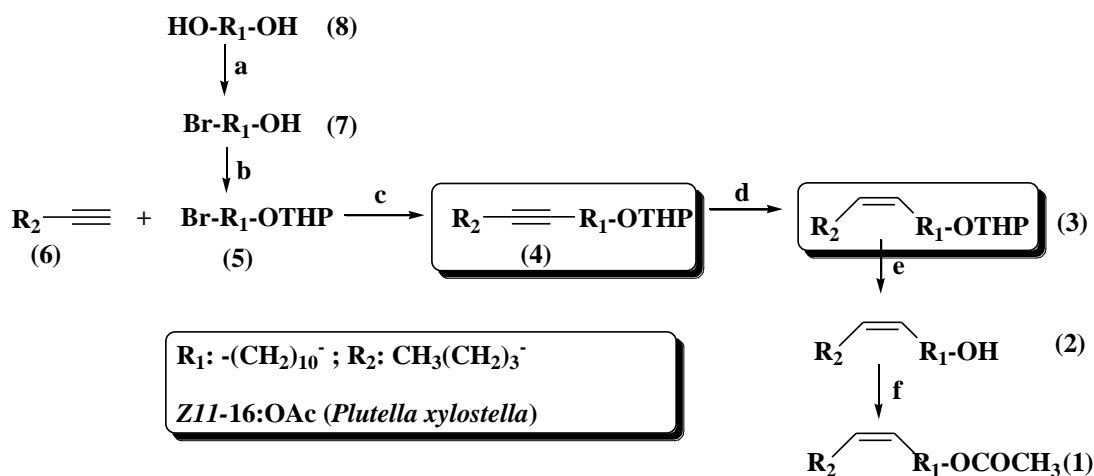 HO-R₁-OH (8)
a
Br-R₁-OH (7)
b
R₂ + Br-R₁-OTHP c R₂ R₁-OTHP d R₂ R₁-OTHP (3)
(6) (5) (4)
e
R₂ R₁-OH (2)
f
R₂ R₁-OCOCH₃ (1)
R₁: -(CH₂)₁₀⁻ ; R₂: CH₃(CH₂)₃⁻
Z11-16:OAc (Plutella xylostella)